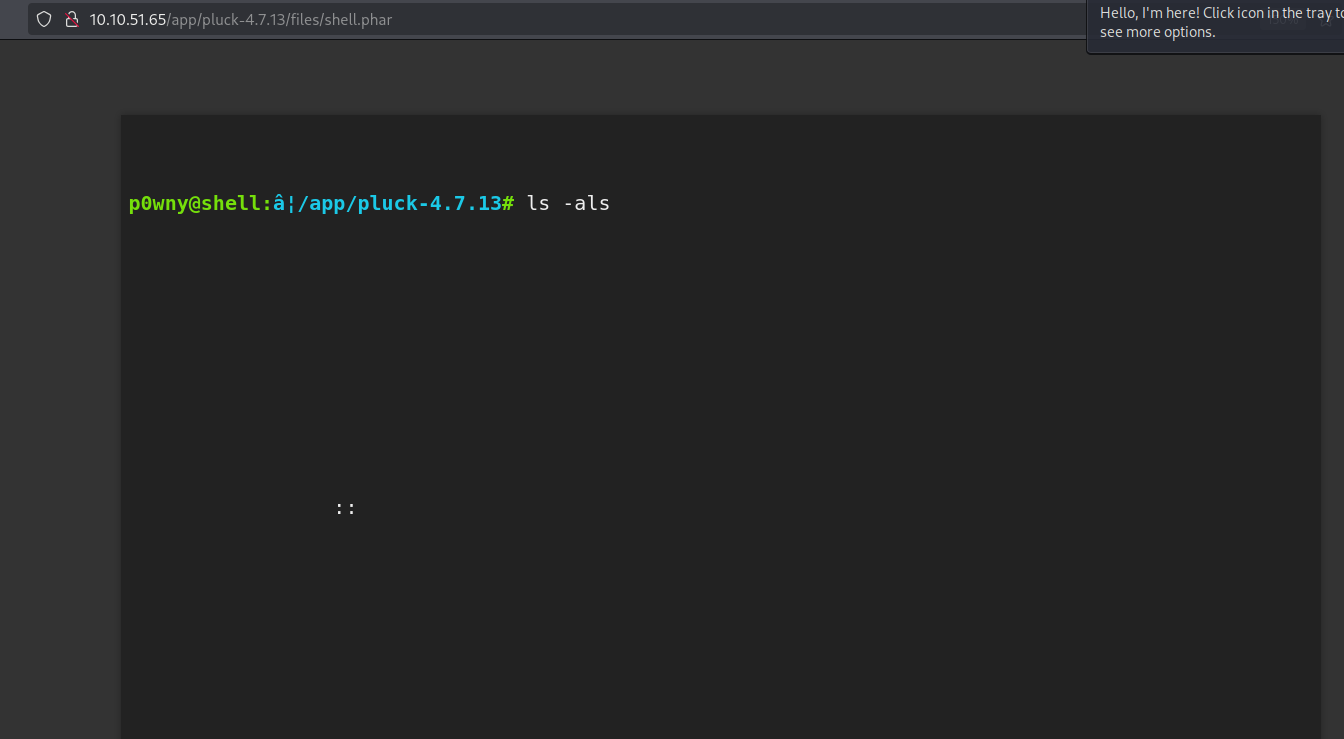 10.10.51.65/app/pluck-4.7.13/files/shell.phar
Hello, I'm here! Click icon in the tray to
see more options.
p0wny@shell:â¦/app/pluck-4.7.13# ls -als
::